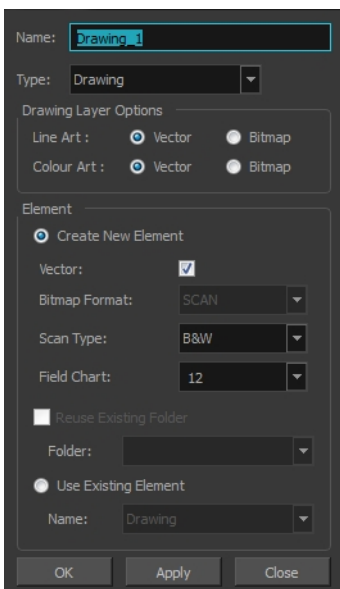 Name: Drawing_1
Type: Drawing
Drawing Layer Options
Line Art : Vector Bitmap
Colour Art : Vector Bitmap
Element
Create New Element
Vector:
Bitmap Format: SCAN
Scan Type: B&W
Field Chart: 12
Reuse Existing Folder
Folder:
Use Existing Element
Name: Drawing
OK Apply Close